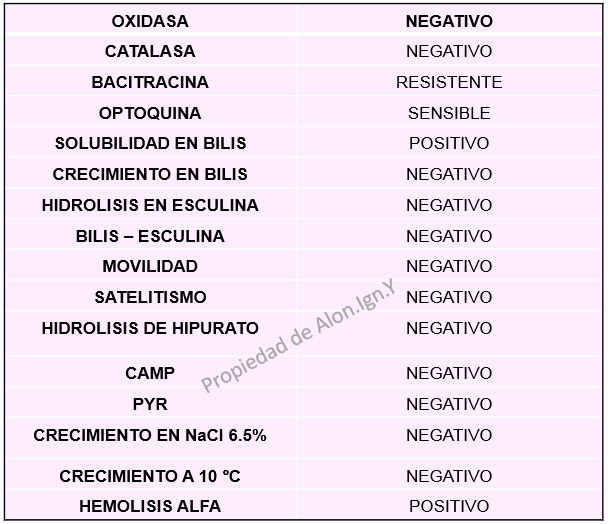 OXIDASA NEGATIVO
CATALASA NEGATIVO
BACITRACINA RESISTENTE
OPTOQUINA SENSIBLE
SOLUBILIDAD EN BILIS POSITIVO
CRECIMIENTO EN BILIS NEGATIVO
HIDROLISIS EN ESCULINA NEGATIVO
BILIS – ESCULINA NEGATIVO
MOVILIDAD NEGATIVO
SATELITISMO NEGATIVO
HIDROLISIS DE HIPURATO NEGATIVO
CAMP NEGATIVO
PYR NEGATIVO
CRECIMIENTO EN NaCl 6.5% NEGATIVO
CRECIMIENTO A 10 °C NEGATIVO
HEMOLISIS ALFA POSITIVO
Propiedad de Alon.Ign.Y